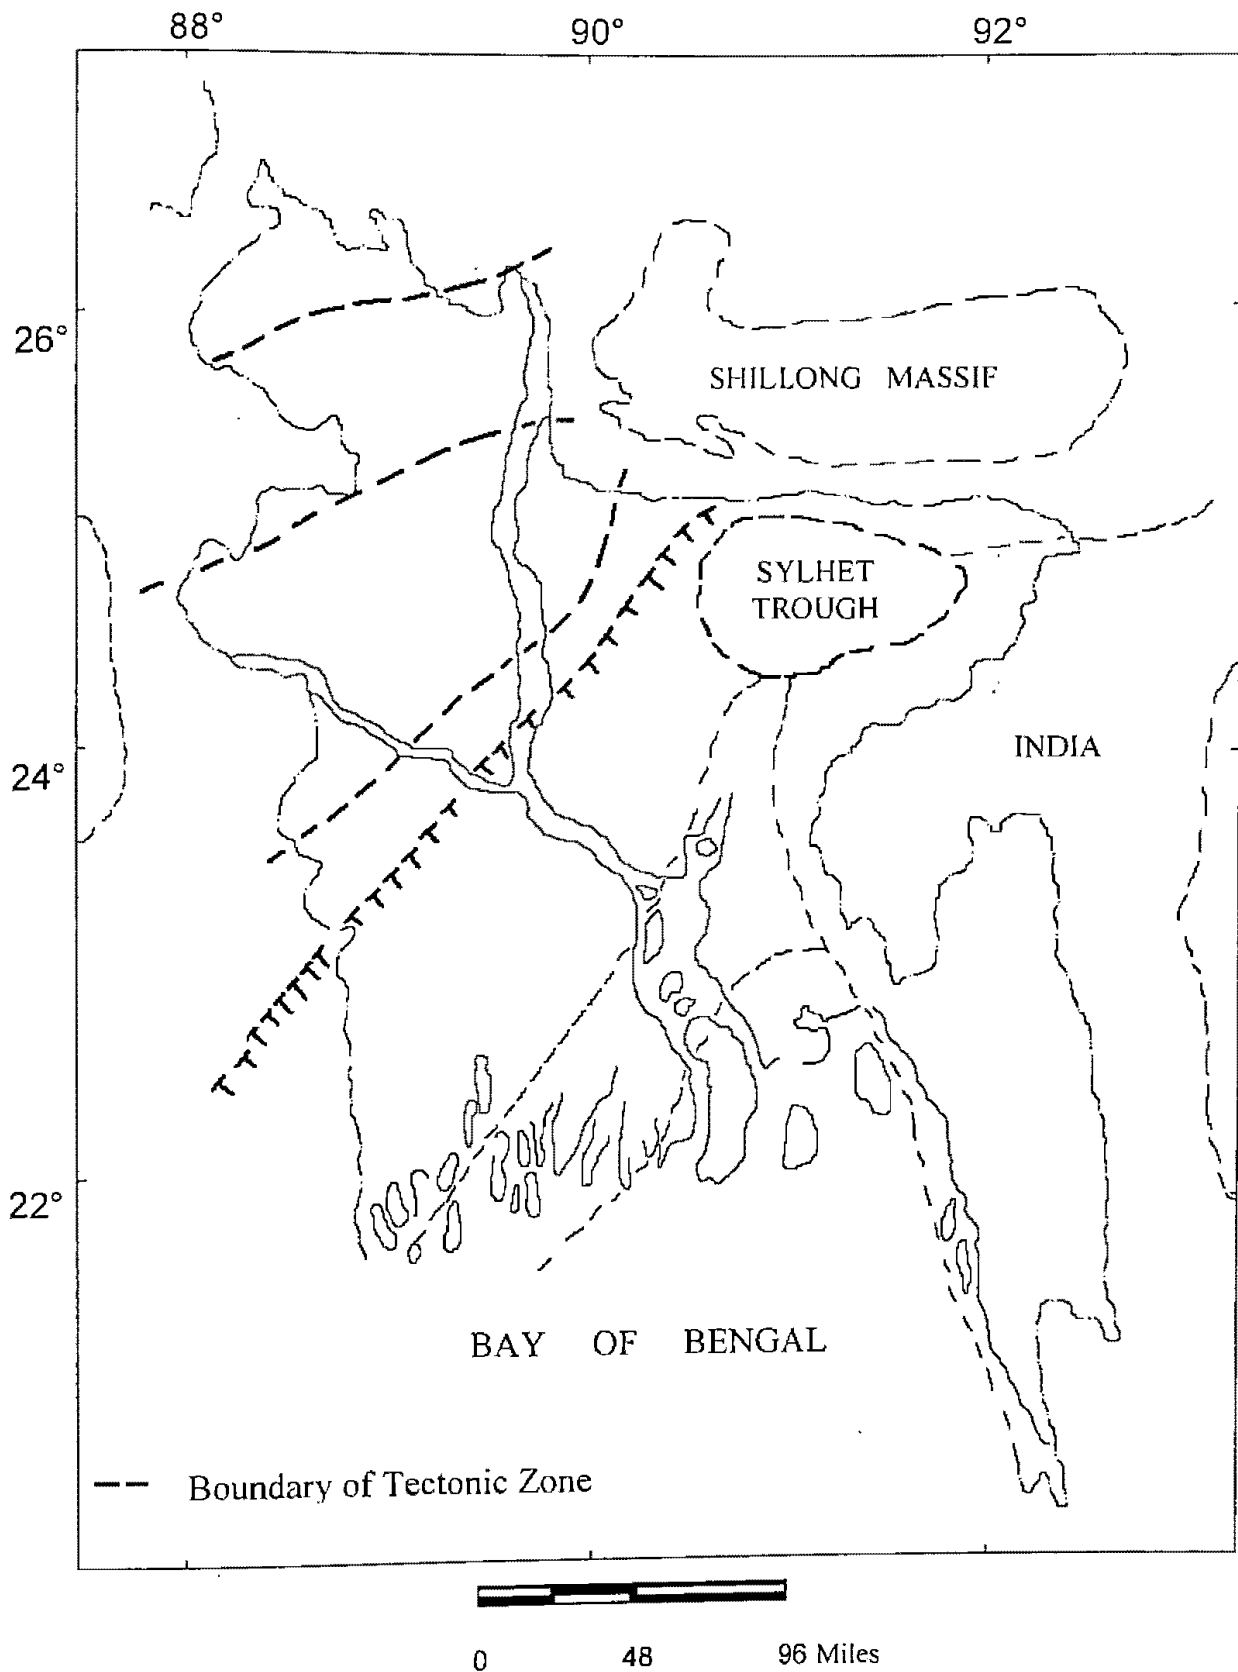 88° 90° 92°
26°
SHILLONG MASSIF
SYLHET
TROUGH
24°
INDIA
22°
BAY OF BENGAL
Boundary of Tectonic Zone
0 48 96 Miles